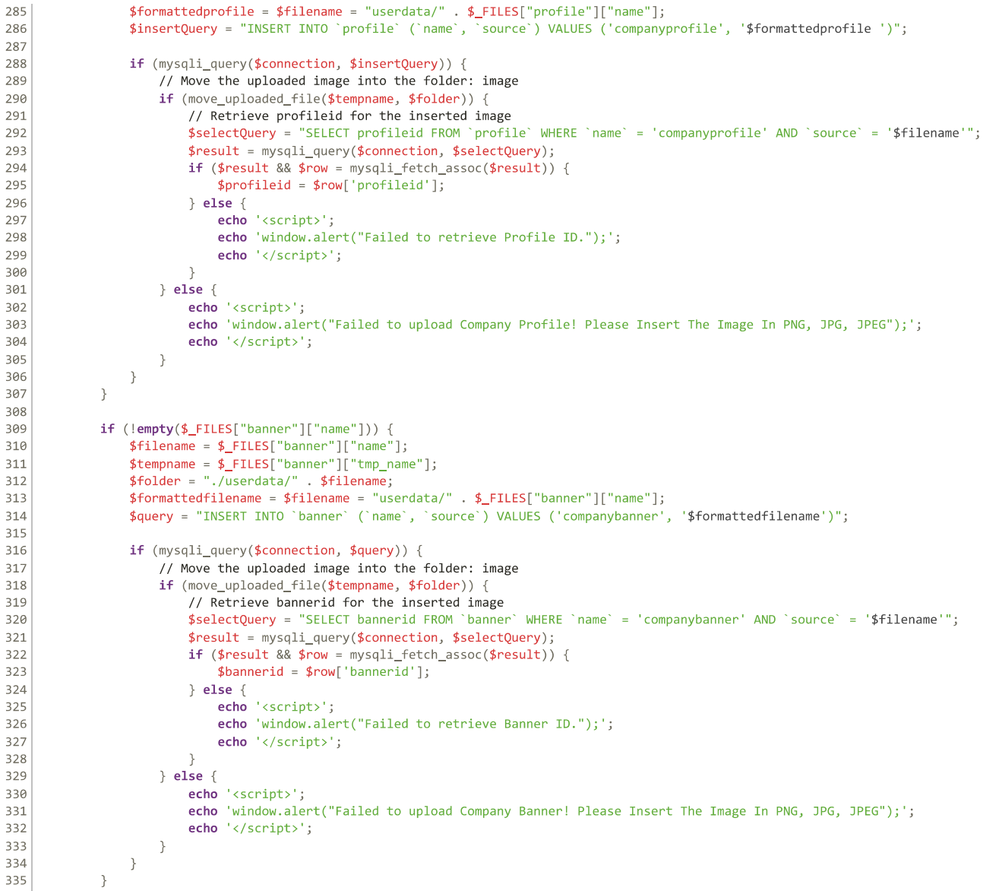 285 $formattedprofile = $filename = "userdata/" . $_FILES["profile"]["name"];
286 $insertQuery = "INSERT INTO `profile` (`name`, `source`) VALUES ('companyprofile', '$formattedprofile ')";
287
288 if (mysqli_query($connection, $insertQuery)) {
289 // Move the uploaded image into the folder: image
290 if (move_uploaded_file($tempname, $folder)) {
291 // Retrieve profileid for the inserted image
292 $selectQuery = "SELECT profileid FROM `profile` WHERE `name` = 'companyprofile' AND `source` = '$filename'";
293 $result = mysqli_query($connection, $selectQuery);
294 if ($result && $row = mysqli_fetch_assoc($result)) {
295 $profileid = $row['profileid'];
296 } else {
297 echo '<script>';
298 echo 'window.alert("Failed to retrieve Profile ID.");';
299 echo '</script>';
300 }
301 } else {
302 echo '<script>';
303 echo 'window.alert("Failed to upload Company Profile! Please Insert The Image In PNG, JPG, JPEG");';
304 echo '</script>';
305 }
306 }
307 }
308
309 if (!empty($_FILES["banner"]["name"])) {
310 $filename = $_FILES["banner"]["name"];
311 $tempname = $_FILES["banner"]["tmp_name"];
312 $folder = "./userdata/" . $filename;
313 $formattedfilename = $filename = "userdata/" . $_FILES["banner"]["name"];
314 $query = "INSERT INTO `banner` (`name`, `source`) VALUES ('companybanner', '$formattedfilename')";
315
316 if (mysqli_query($connection, $query)) {
317 // Move the uploaded image into the folder: image
318 if (move_uploaded_file($tempname, $folder)) {
319 // Retrieve bannerid for the inserted image
320 $selectQuery = "SELECT bannerid FROM `banner` WHERE `name` = 'companybanner' AND `source` = '$filename'";
321 $result = mysqli_query($connection, $selectQuery);
322 if ($result && $row = mysqli_fetch_assoc($result)) {
323 $bannerid = $row['bannerid'];
324 } else {
325 echo '<script>';
326 echo 'window.alert("Failed to retrieve Banner ID.");';
327 echo '</script>';
328 }
329 } else {
330 echo '<script>';
331 echo 'window.alert("Failed to upload Company Banner! Please Insert The Image In PNG, JPG, JPEG");';
332 echo '</script>';
333 }
334 }
335 }